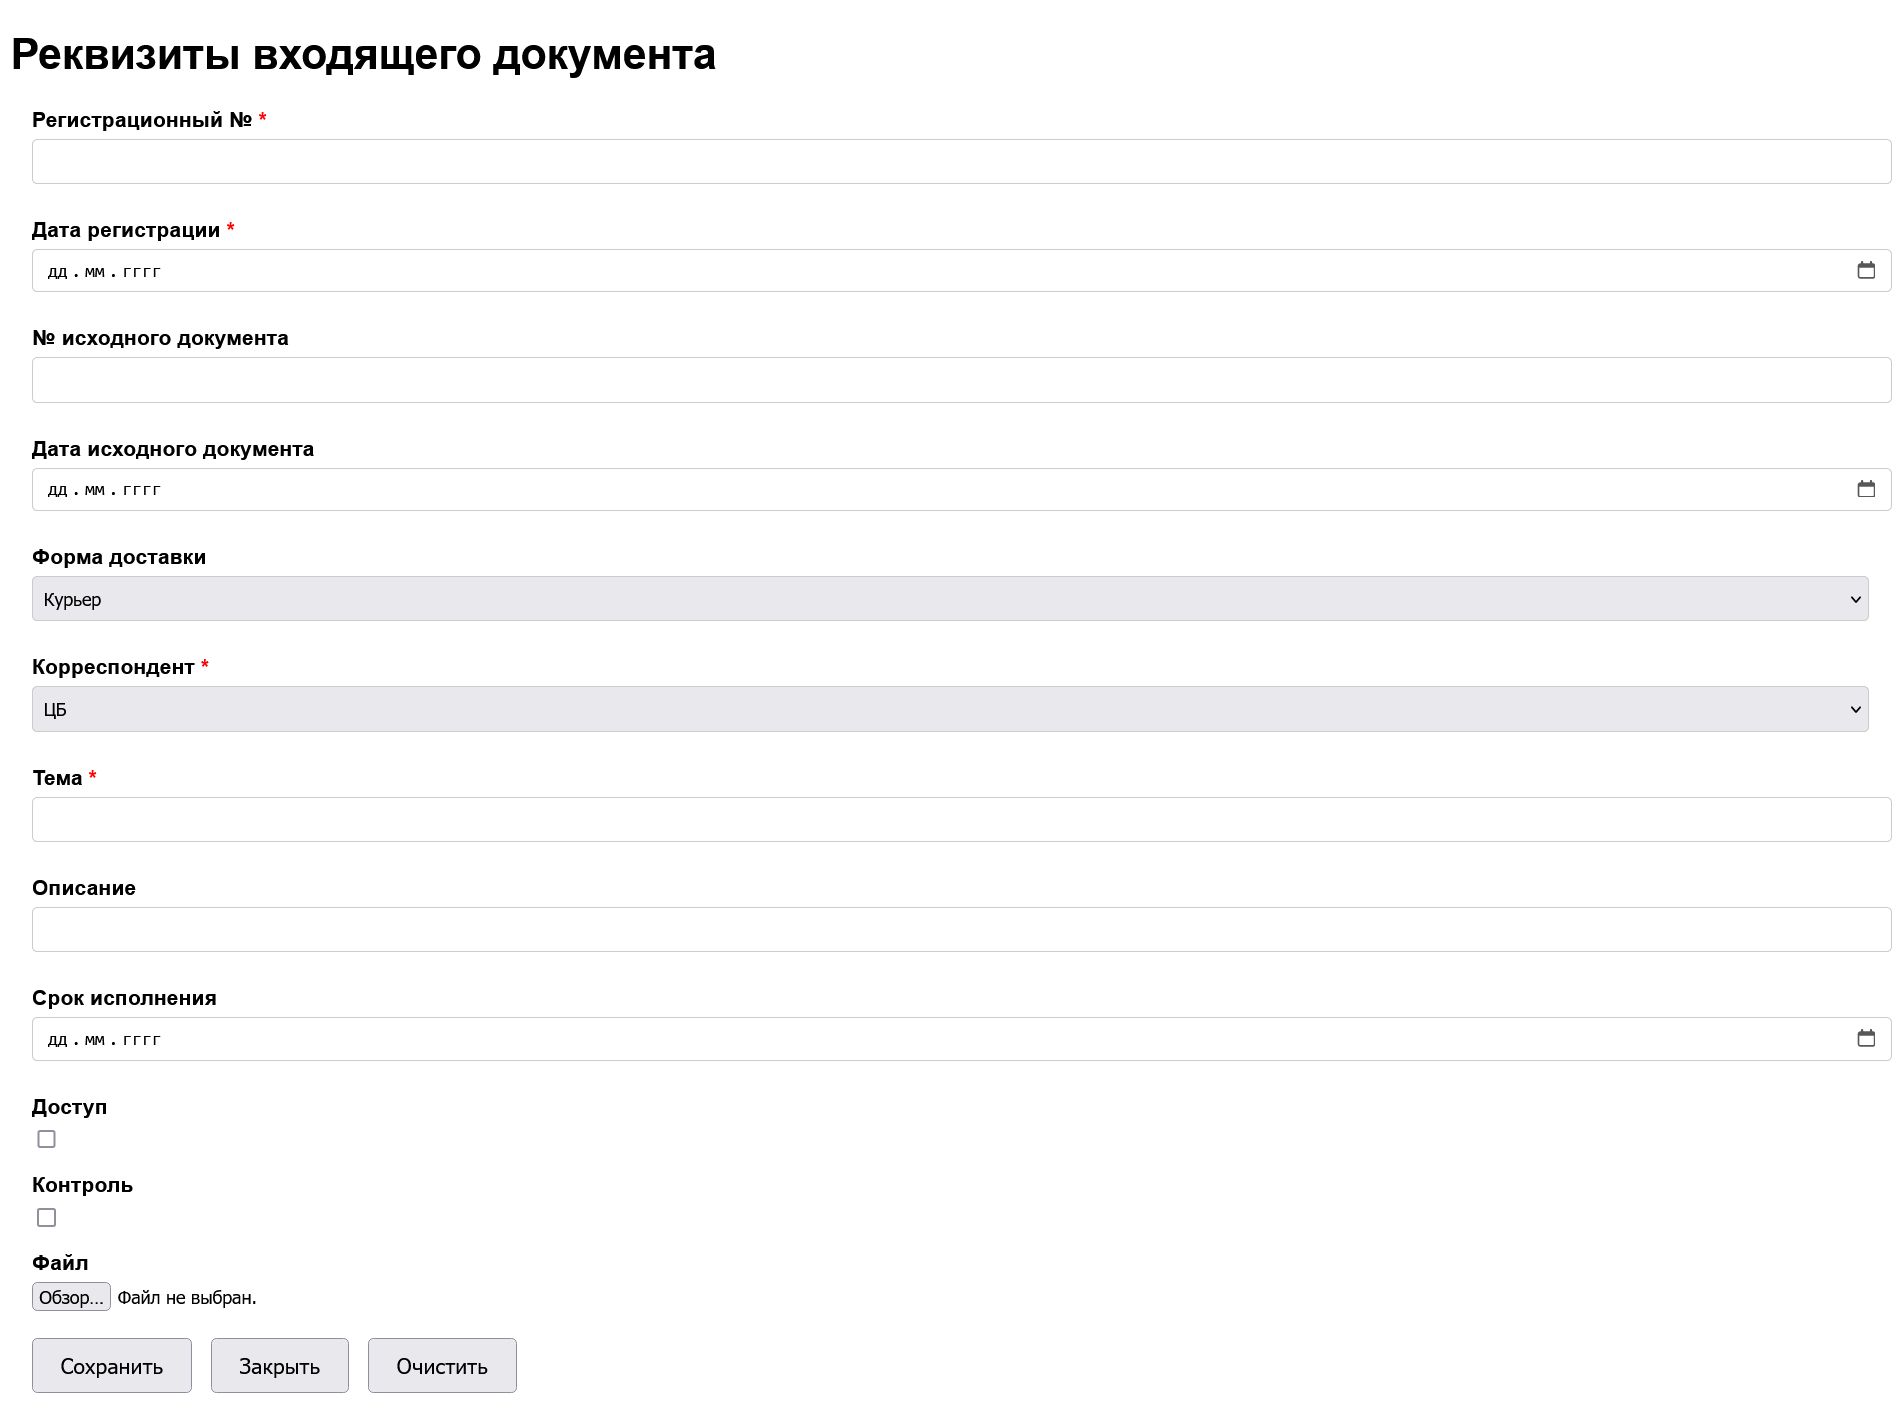 Реквизиты входящего документа
Регистрационный № *
Дата регистрации *
дд.мм.гггг
№ исходного документа
Дата исходного документа
дд.мм.гггг
Форма доставки
Курьер
Корреспондент *
ЦБ
Тема *
Описание
Срок исполнения
дд.мм.гггг
Доступ
Контроль
Файл
Обзор... Файл не выбран.
Сохранить Закрыть Очистить